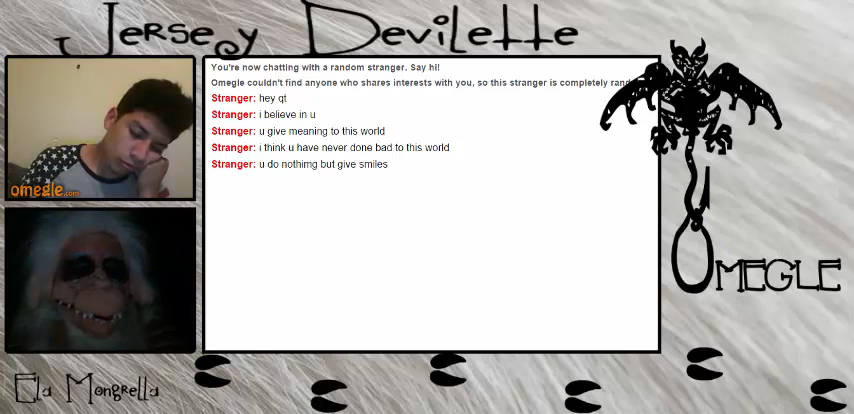 Jersey Devilette
You're now chatting with a random stranger. Say hi!
Omegle couldn't find anyone who shares interests with you, so this stranger is completely rand
Stranger: hey qt
Stranger: i believe in u
Stranger: u give meaning to this world
Stranger: i think u have never done bad to this world
Stranger: u do nothimg but give smiles
omegle.com
Omegle
Ela Mongrella